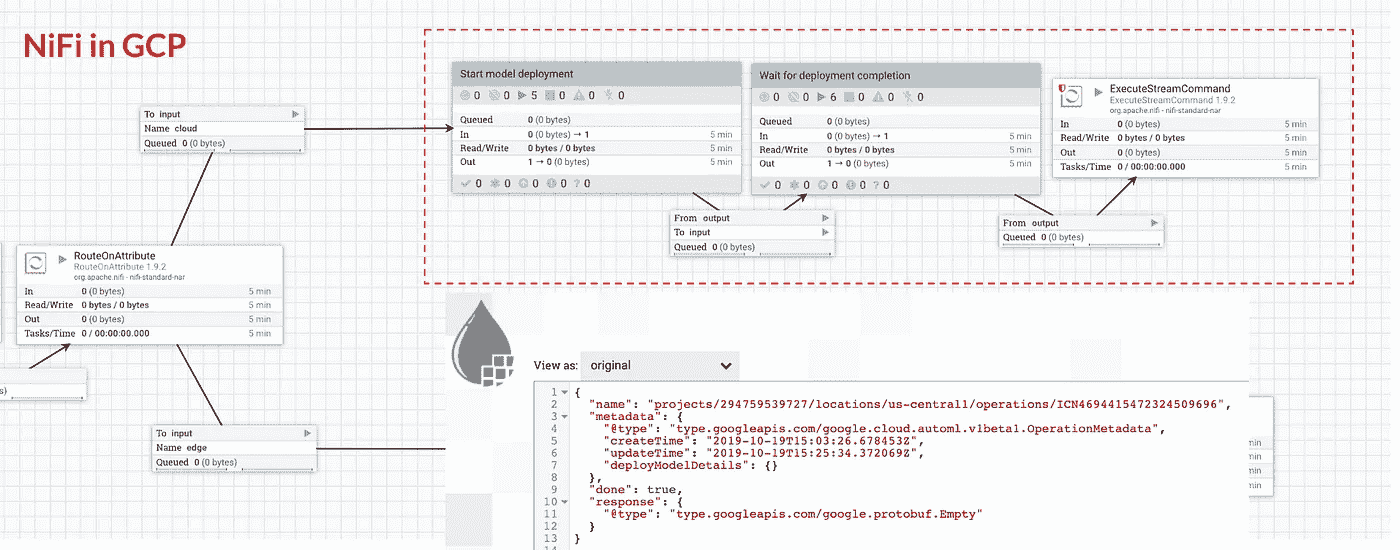 NiFi in GCP
To input
Name cloud
Queued 0 (0 bytes)
Start model deployment
0 0 5 0 0 0
Queued 0 (0 bytes)
In 0 (0 bytes) → 1 5 min
Read/Write 0 bytes / 0 bytes 5 min
Out 1 → 0 (0 bytes) 5 min
0 0 0 0 ? 0
Wait for deployment completion
0 0 6 0 0 0
Queued 0 (0 bytes)
In 0 (0 bytes) → 1 5 min
Read/Write 0 bytes / 0 bytes 5 min
Out 1 → 0 (0 bytes) 5 min
0 0 0 0 ? 0
ExecuteStreamCommand
ExecuteStreamCommand 1.9.2
org.apache.nifi - nifi-standard-nar
In 0 (0 bytes) 5 min
Read/Write 0 bytes / 0 bytes 5 min
Out 0 (0 bytes) 5 min
Tasks/Time 0 / 00:00:00.000 5 min
From output
To input
Queued 0 (0 bytes)
From output
Queued 0 (0 bytes)
RouteOnAttribute
RouteOnAttribute 1.9.2
org.apache.nifi - nifi-standard-nar
In 0 (0 bytes) 5 min
Read/Write 0 bytes / 0 bytes 5 min
Out 0 (0 bytes) 5 min
Tasks/Time 0 / 00:00:00.000 5 min
s)
To input
Name edge
Queued 0 (0 bytes)
View as: original
1 {
2 "name": "projects/294759539727/locations/us-central1/operations/ICN4694415472324509696",
3 "metadata": {
4 "@type": "type.googleapis.com/google.cloud.automl.v1beta1.OperationMetadata",
5 "createTime": "2019-10-19T15:03:26.678453Z",
6 "updateTime": "2019-10-19T15:25:34.372069Z",
7 "deployModelDetails": {}
8 },
9 "done": true,
10 "response": {
11 "@type": "type.googleapis.com/google.protobuf.Empty"
12 }
13 }
14
min
min
min
min